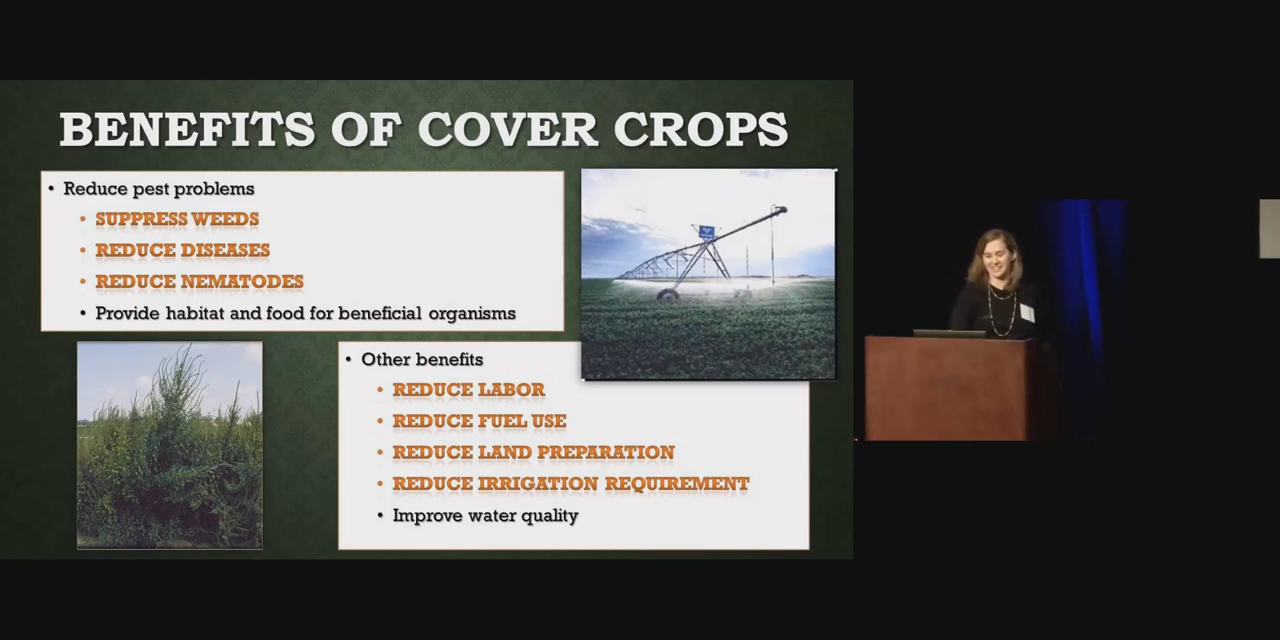 BENEFITS OF COVER CROPS
• Reduce pest problems
• SUPPRESS WEEDS
• REDUCE DISEASES
• REDUCE NEMATODES
• Provide habitat and food for beneficial organisms
• Other benefits
• REDUCE LABOR
• REDUCE FUEL USE
• REDUCE LAND PREPARATION
• REDUCE IRRIGATION REQUIREMENT
• Improve water quality